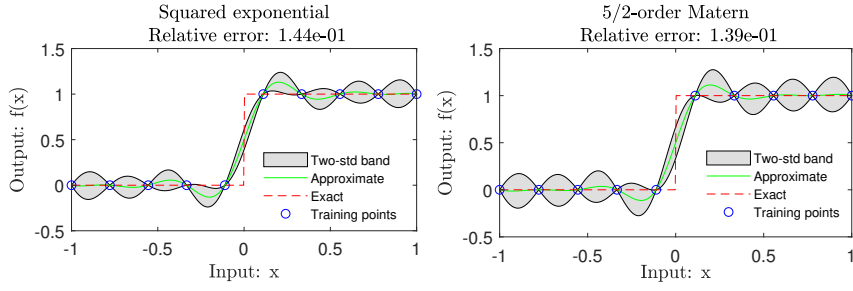 Squared exponential
Relative error: 1.44e-01
1.5
1
0.5
0
-0.5
Output: f(x)
Two-std band
Approximate
Exact
Training points
-1
-0.5
0
0.5
1
Input: x
5/2-order Matern
Relative error: 1.39e-01
1.5
1
0.5
0
-0.5
Output: f(x)
Two-std band
Approximate
Exact
Training points
-1
-0.5
0
0.5
1
Input: x